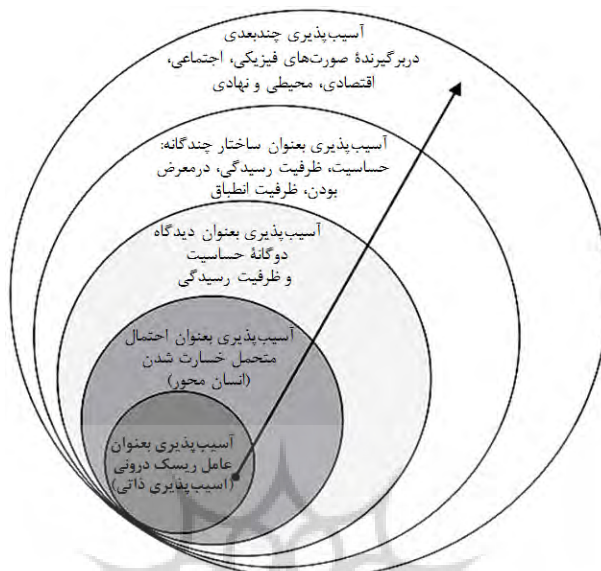 آسیب‌پذیری چندبعدی
دربرگیرندۀ صورت‌های فیزیکی، اجتماعی،
اقتصادی، محیطی و نهادی
آسیب‌پذیری بعنوان ساختار چندگانه:
حساسیت، ظرفیت رسیدگی، درمعرض
بودن، ظرفیت انطباق
آسیب‌پذیری بعنوان دیدگاه
دوگانۀ حساسیت
و ظرفیت رسیدگی
آسیب‌پذیری بعنوان احتمال
متحمل خسارت شدن
(انسان محور)
آسیب‌پذیری بعنوان
عامل ریسک درونی
(آسیب‌پذیری ذاتی)